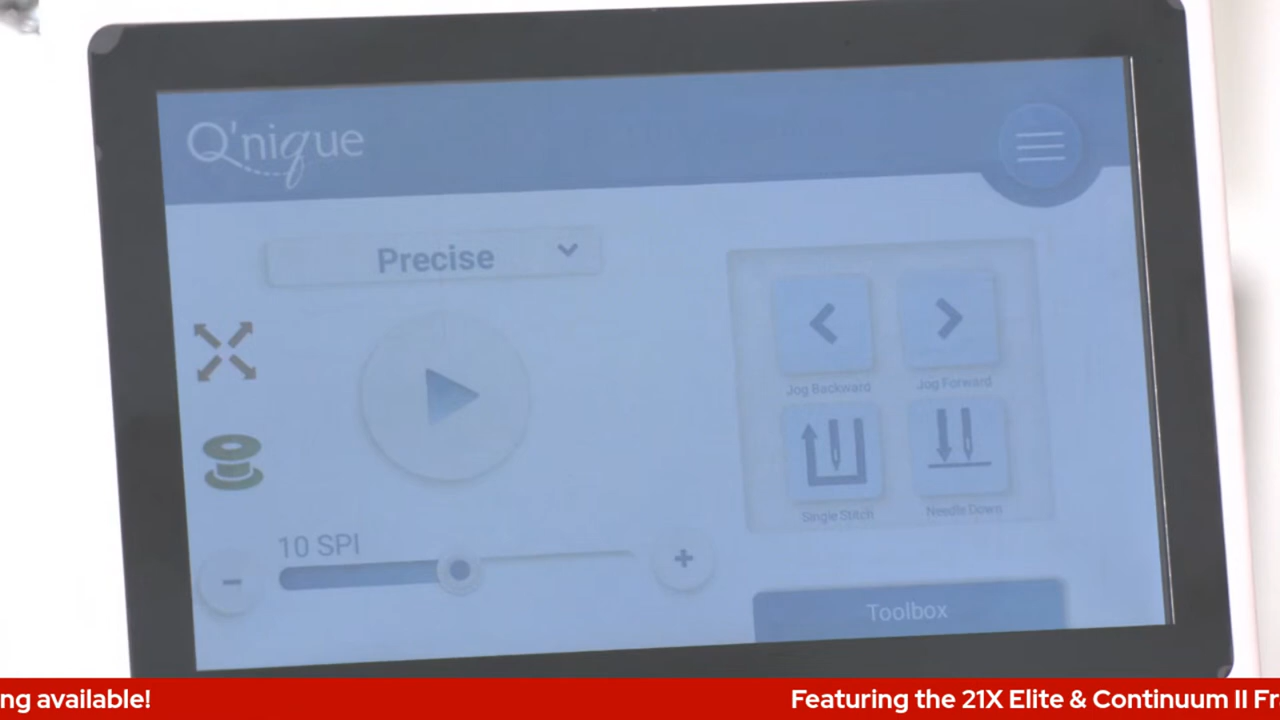 Q'nique
Precise
Jog Backward
Jog Forward
Single Stitch
Needle Down
10 SPI
Toolbox
ng available!
Featuring the 21X Elite & Continuum II Fr